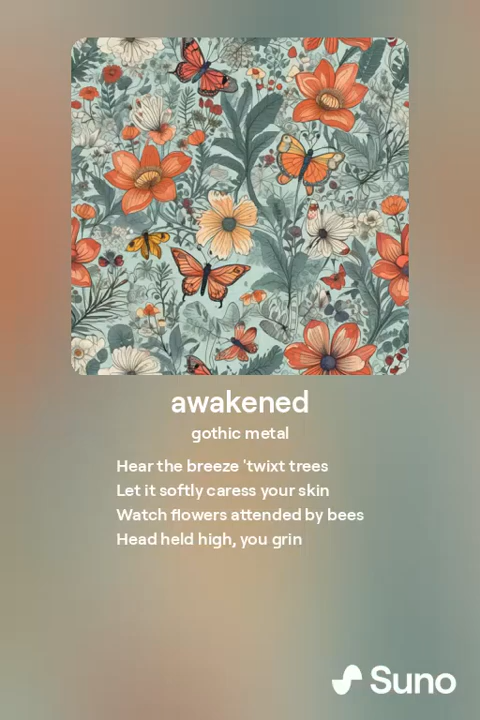 awakened
gothic metal
Hear the breeze 'twixt trees
Let it softly caress your skin
Watch flowers attended by bees
Head held high, you grin
Suno